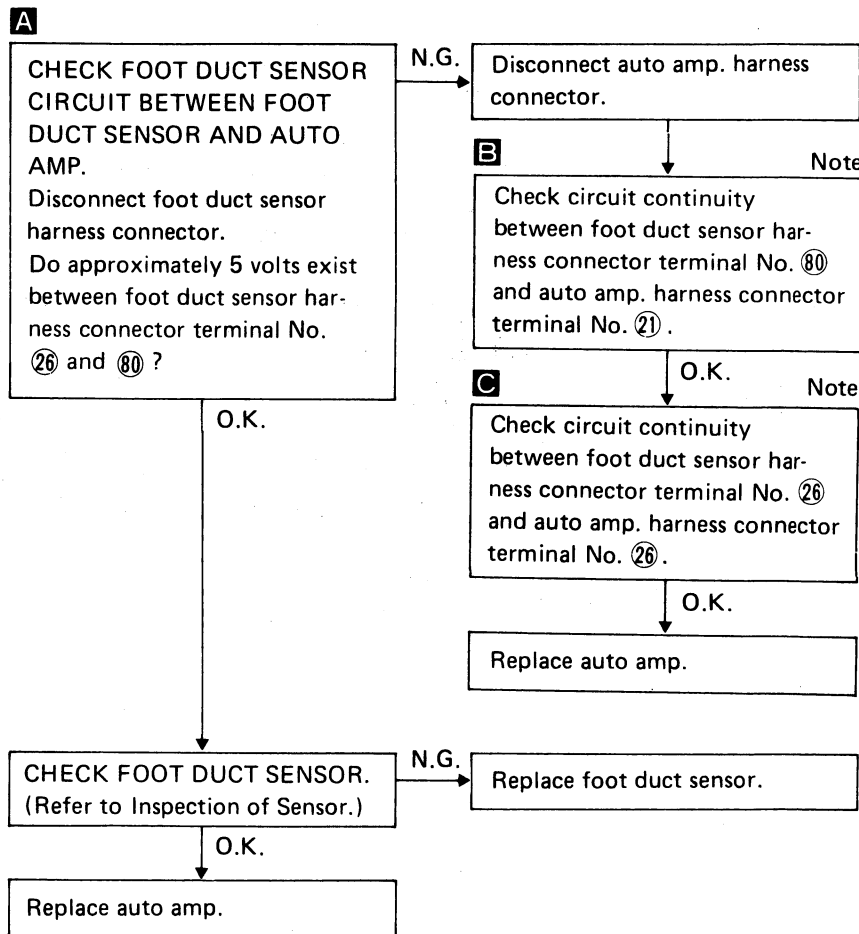 A
CHECK FOOT DUCT SENSOR
CIRCUIT BETWEEN FOOT
DUCT SENSOR AND AUTO
AMP.
Disconnect foot duct sensor
harness connector.
Do approximately 5 volts exist
between foot duct sensor har-
ness connector terminal No.
㉖ and 80 ?
N.G.
Disconnect auto amp. harness
connector.
B
Note
Check circuit continuity
between foot duct sensor har-
ness connector terminal No. 80
and auto amp. harness connector
terminal No. ㉑.
O.K.
C
Note
Check circuit continuity
between foot duct sensor har-
ness connector terminal No. ㉖
and auto amp. harness connector
terminal No. ㉖.
O.K.
Replace auto amp.
O.K.
CHECK FOOT DUCT SENSOR.
(Refer to Inspection of Sensor.)
N.G.
Replace foot duct sensor.
O.K.
Replace auto amp.